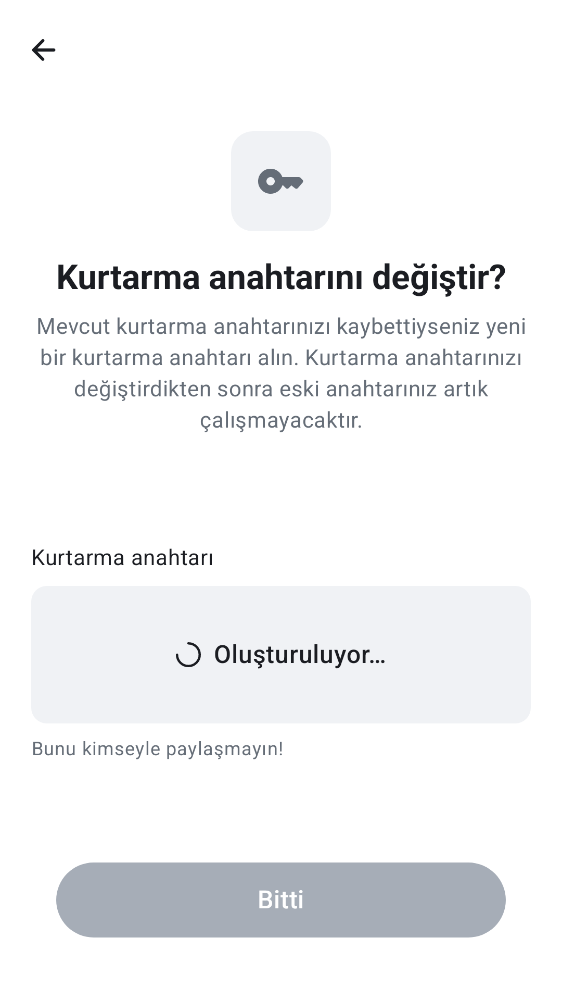 Kurtarma anahtarını değiştir?
Mevcut kurtarma anahtarınızı kaybettiyseniz yeni
bir kurtarma anahtarı alın. Kurtarma anahtarınızı
değiştirdikten sonra eski anahtarınız artık
çalışmayacaktır.
Kurtarma anahtarı
Oluşturuluyor…
Bunu kimseyle paylaşmayın!
Bitti